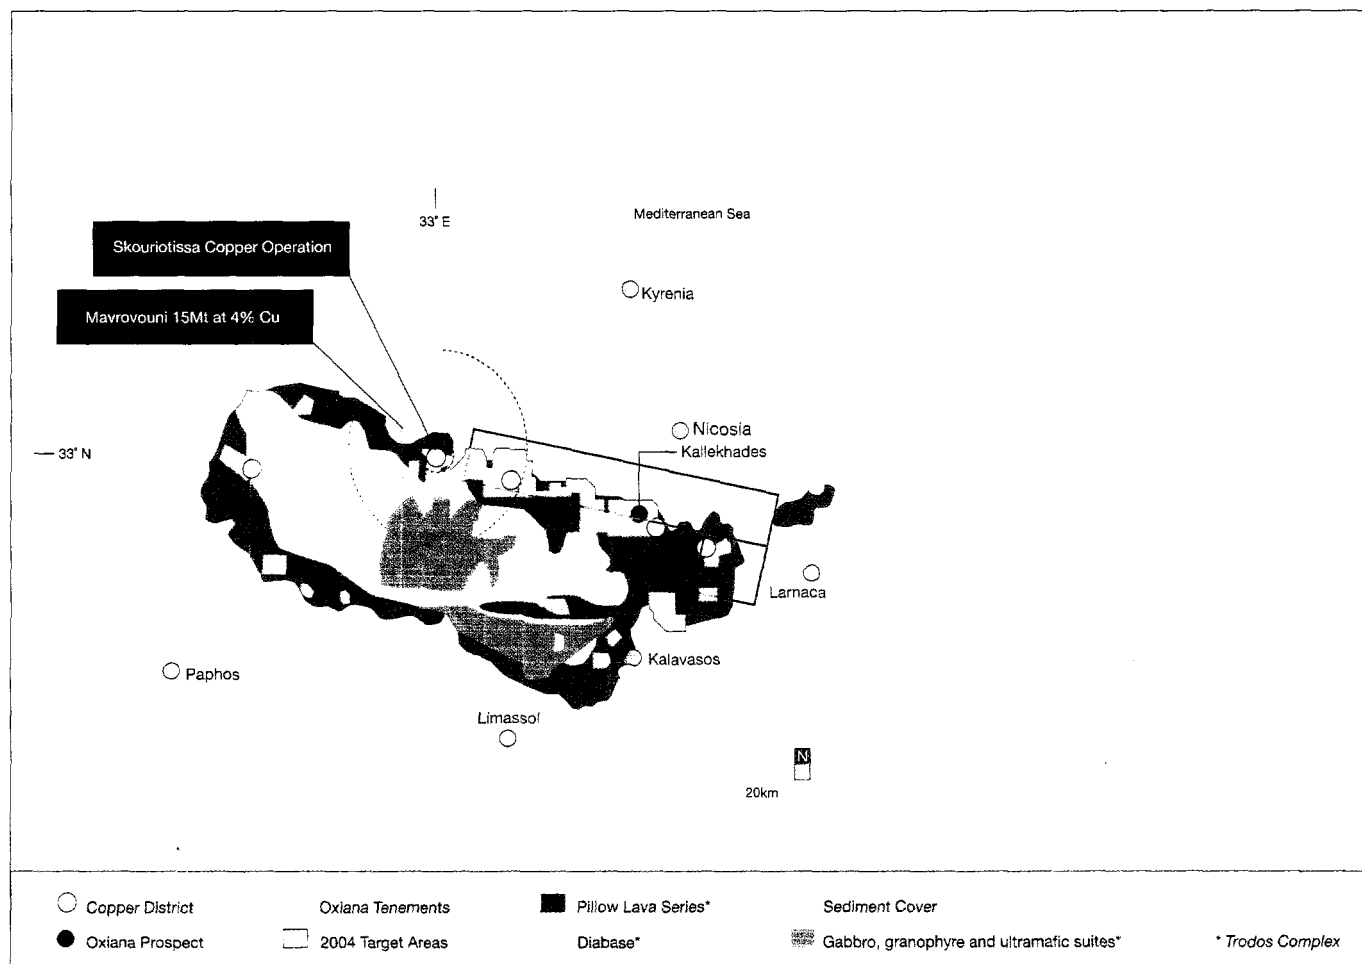 33° E
Mediterranean Sea
Skouriotissa Copper Operation
Kyrenia
Mavrovouni 15Mt at 4% Cu
Nicosia
33° N
Kallekhades
Larnaca
Kalavasos
Paphos
Limassol
N
20km
Copper District
Oxiana Tenements
Pillow Lava Series*
Sediment Cover
Oxiana Prospect
2004 Target Areas
Diabase*
Gabbro, granophyre and ultramafic suites*
* Trodos Complex